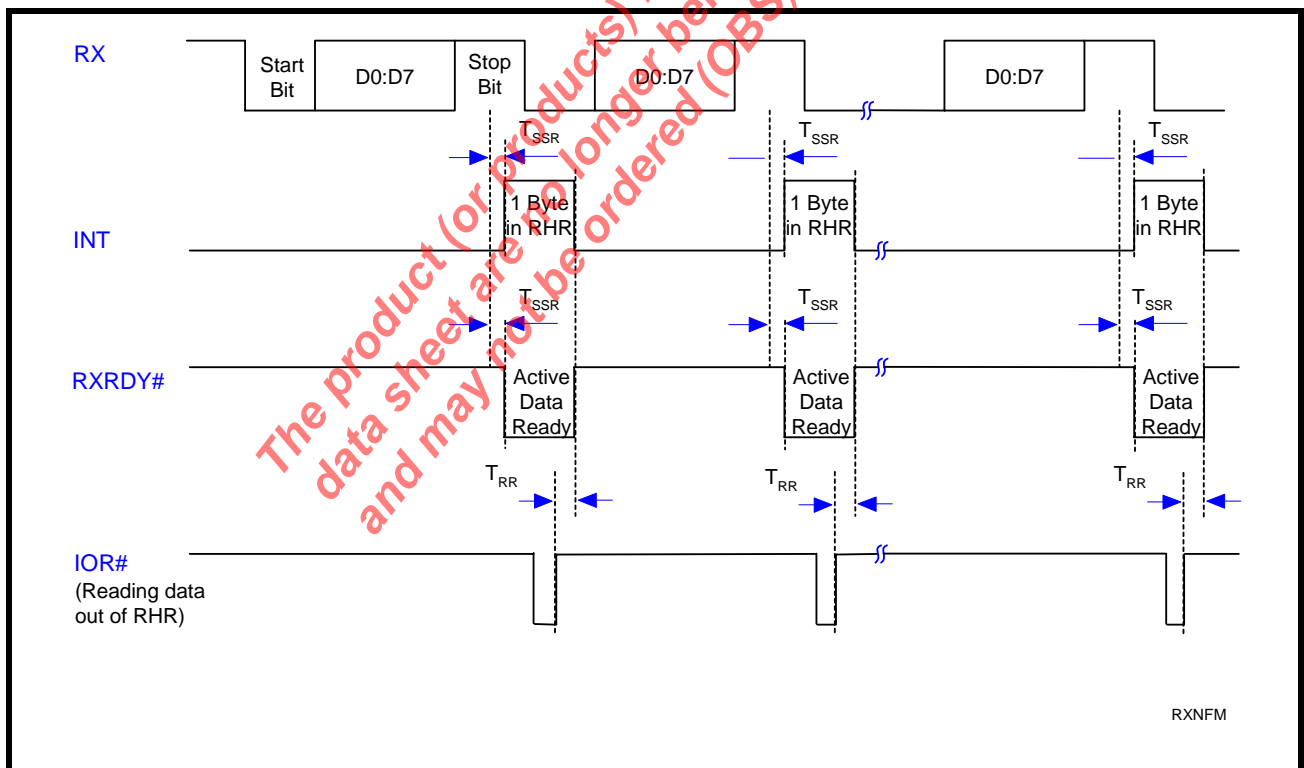 RX
Start
Bit
D0:D7
Stop
Bit
D0:D7
D0:D7
TSSR
TSSR
TSSR
INT
1 Byte
in RHR
1 Byte
in RHR
1 Byte
in RHR
TSSR
TSSR
TSSR
RXRDY#
Active
Data
Ready
Active
Data
Ready
Active
Data
Ready
TRR
TRR
TRR
IOR#
(Reading data
out of RHR)
RXNFM
The product (or products)
data sheet are no longer
and may not be ordered (OBS)